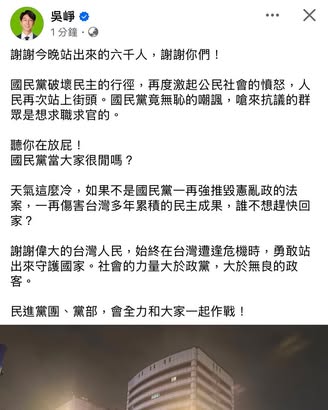 吳崢
1 分鐘 ·
謝謝今晚站出來的六千人，謝謝你們！
國民黨破壞民主的行徑，再度激起公民社會的憤怒，人
民再次站上街頭。國民黨竟無恥的嘲諷，嗆來抗議的群
眾是想求職求官的。
聽你在放屁！
國民黨當大家很閒嗎？
天氣這麼冷，如果不是國民黨一再強推毀憲亂政的法
案，一再傷害台灣多年累積的民主成果，誰不想趕快回
家？
謝謝偉大的台灣人民，始終在台灣遭逢危機時，勇敢站
出來守護國家。社會的力量大於政黨，大於無良的政
客。
民進黨團、黨部，會全力和大家一起作戰！